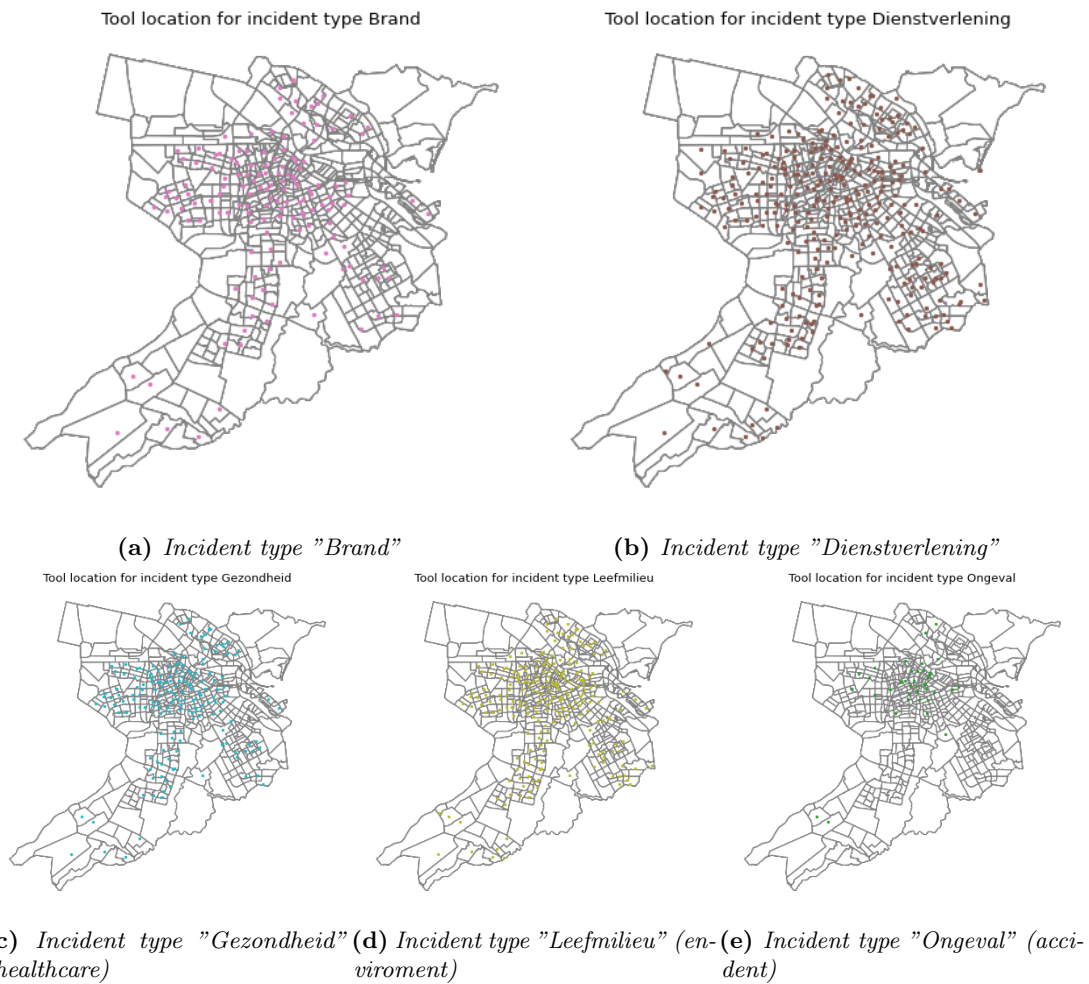 Tool location for incident type Brand
Tool location for incident type Dienstverlening
(a) Incident type ”Brand”
(b) Incident type ”Dienstverlening”
Tool location for incident type Gezondheid
Tool location for incident type Leefmilieu
Tool location for incident type Ongeval
c) Incident type ”Gezondheid”
healthcare)
(d) Incident type ”Leefmilieu” (en-
viroment)
(e) Incident type ”Ongeval” (acci-
dent)